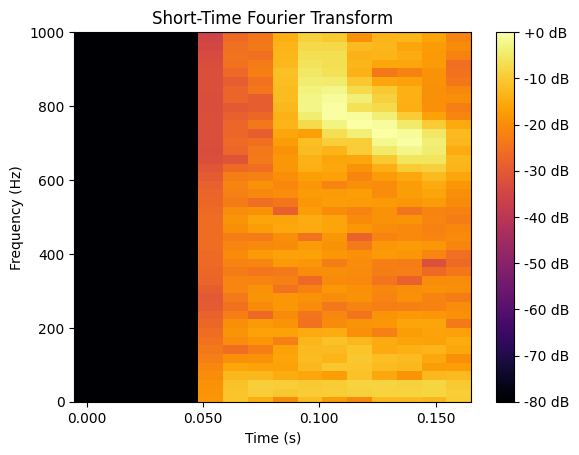 Short-Time Fourier Transform
1000
800
600
400
200
0
Frequency (Hz)
0.000
0.050
0.100
0.150
Time (s)
+0 dB
-10 dB
-20 dB
-30 dB
-40 dB
-50 dB
-60 dB
-70 dB
-80 dB